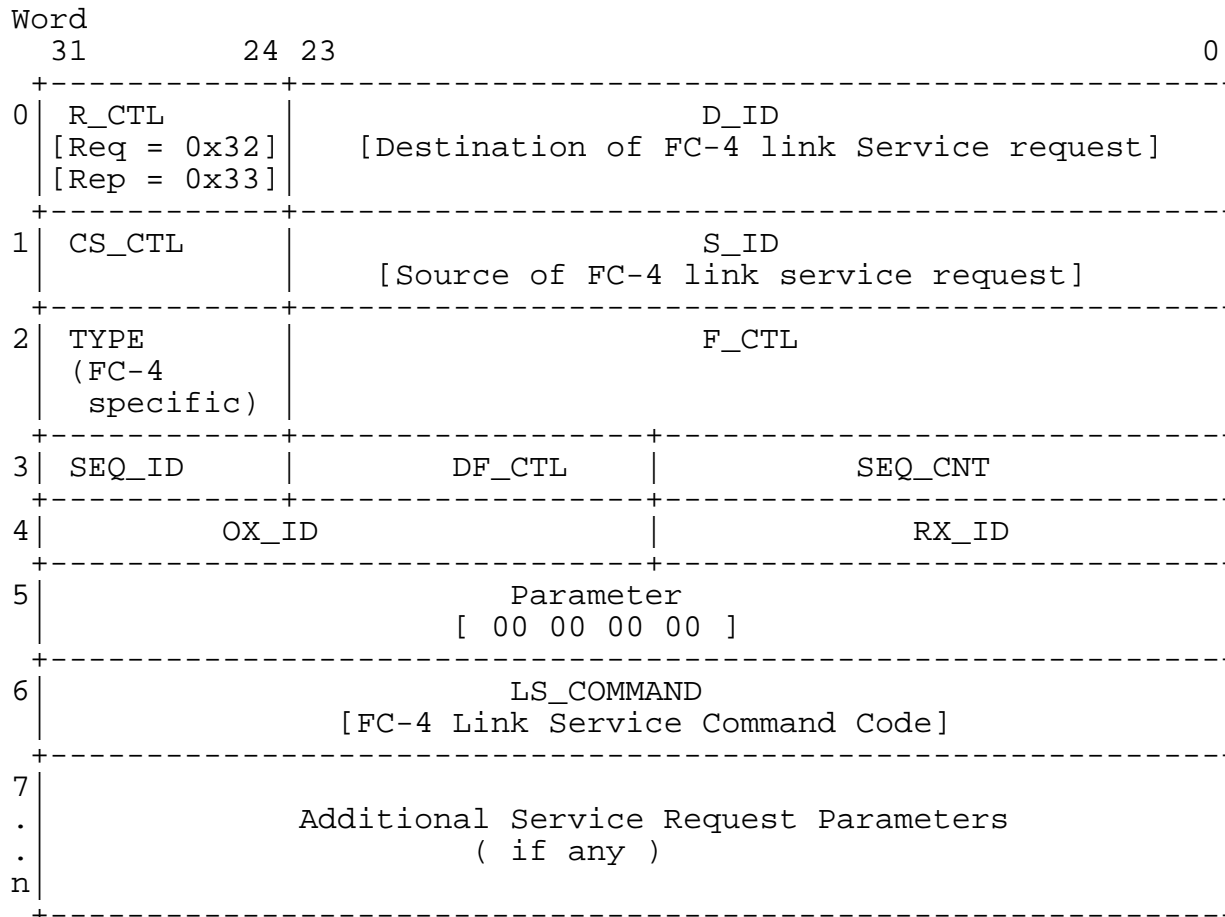 Word
31 24 23 0
0 R_CTL D_ID
[Req = 0x32] [Destination of FC-4 link Service request]
[Rep = 0x33]
1 CS_CTL S_ID
[Source of FC-4 link service request]
2 TYPE F_CTL
(FC-4
specific)
3 SEQ_ID DF_CTL SEQ_CNT
4 OX_ID RX_ID
5 Parameter
[ 00 00 00 00 ]
6 LS_COMMAND
[FC-4 Link Service Command Code]
7
. Additional Service Request Parameters
. ( if any )
n